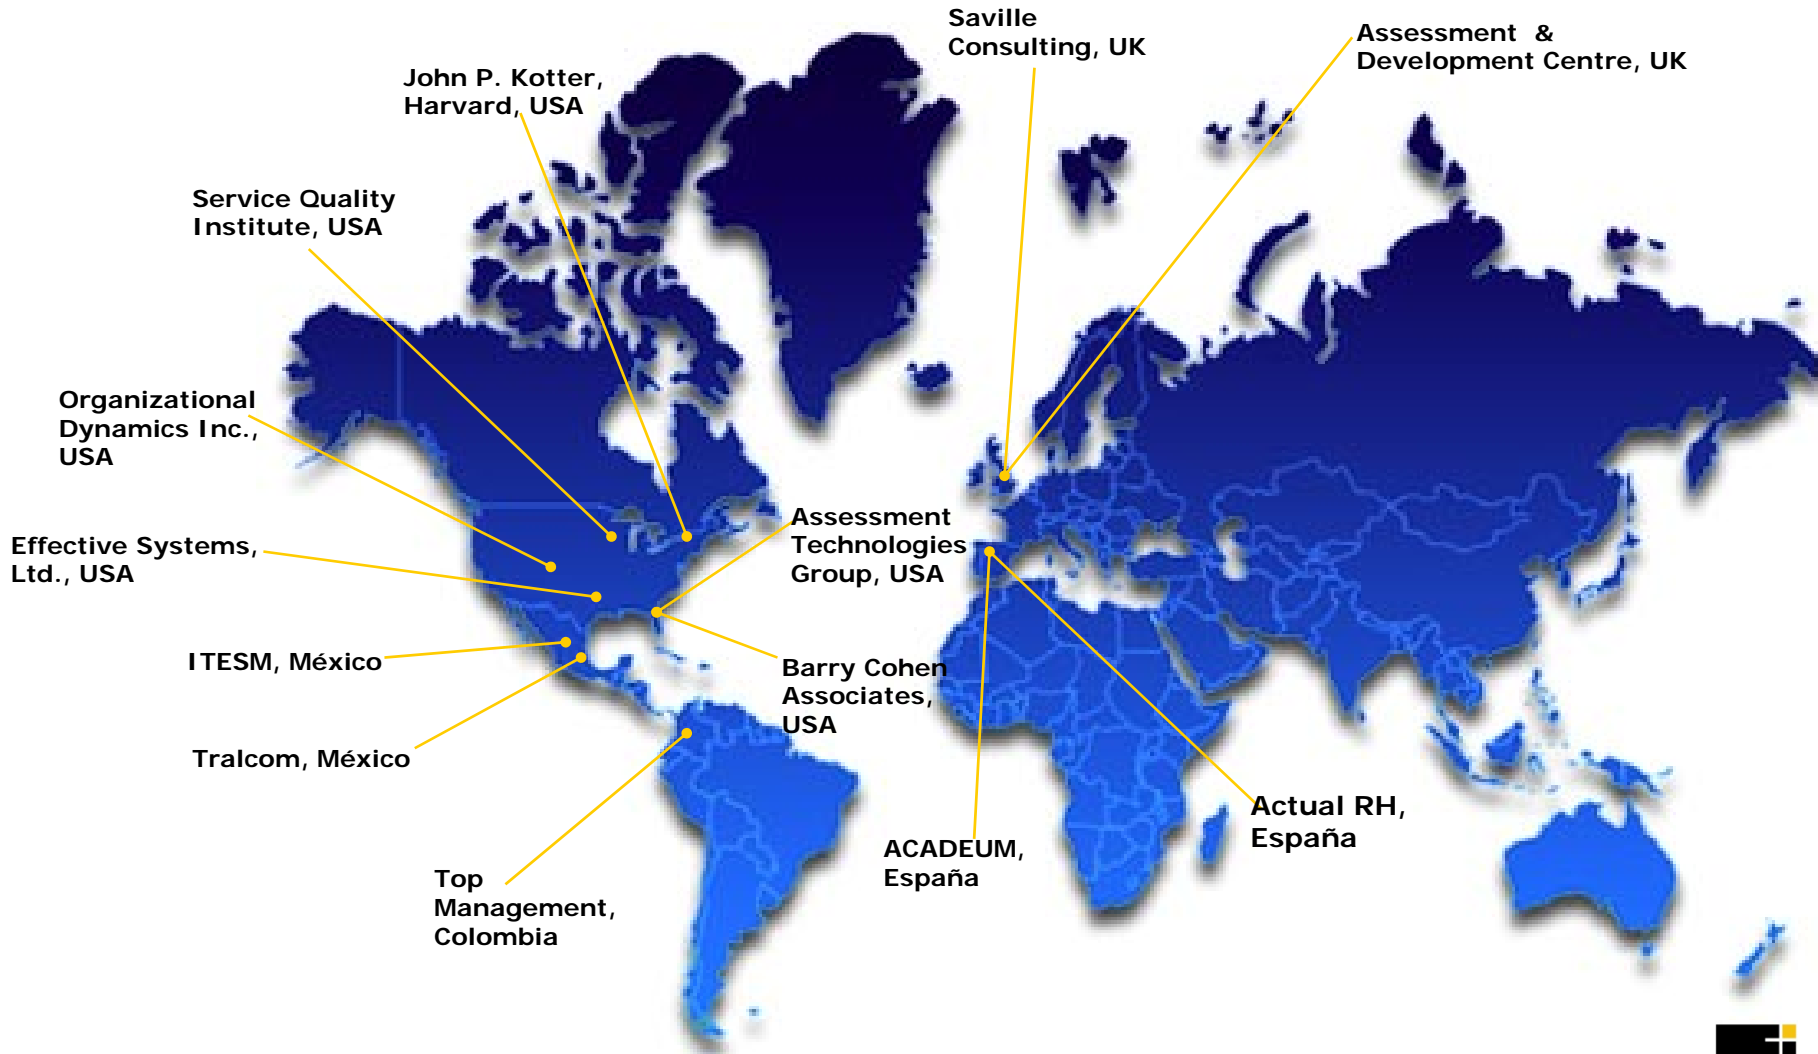 Saville
Consulting, UK
Assessment &
Development Centre, UK
John P. Kotter,
Harvard, USA
Service Quality
Institute, USA
Organizational
Dynamics Inc.,
USA
Assessment
Technologies
Group, USA
Effective Systems,
Ltd., USA
ITESM, México
Barry Cohen
Associates,
USA
Tralcom, México
Actual RH,
España
ACADEUM,
España
Top
Management,
Colombia